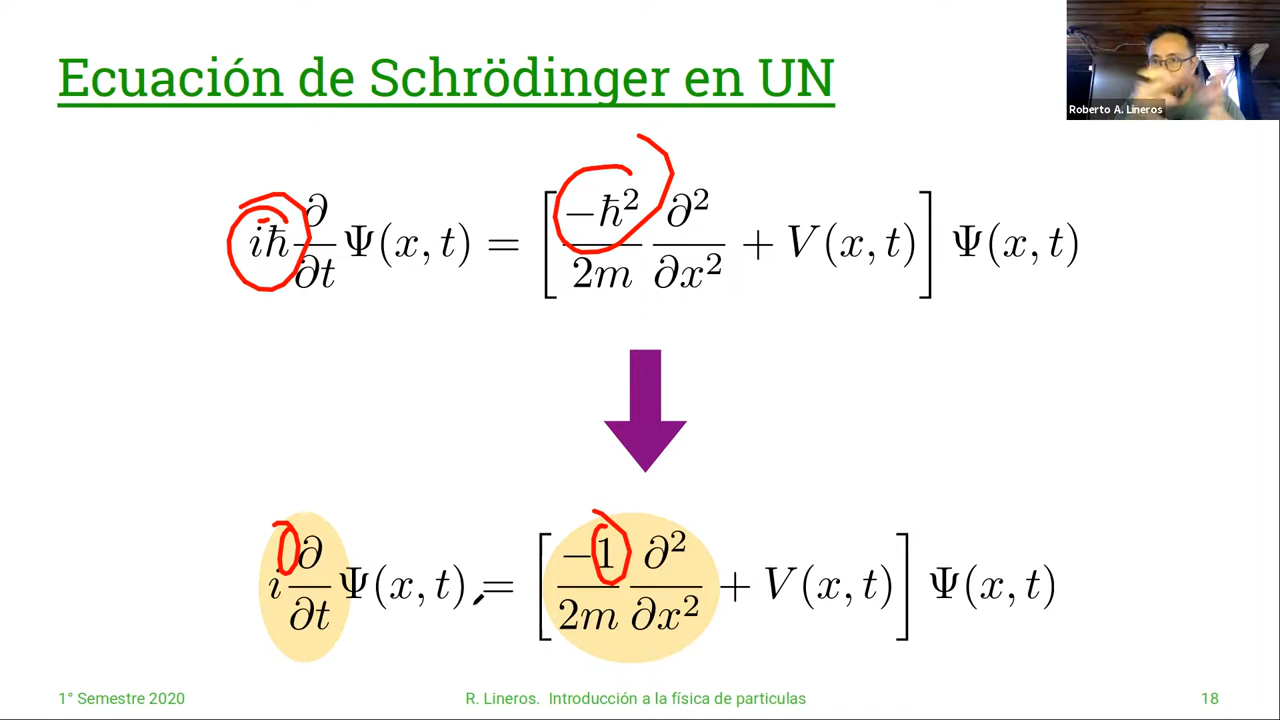 Ecuación de Schrödinger en UN
Roberto A. Lineros
iħ ∂/∂t Ψ(x, t) = [ −ħ²/2m ∂²/∂x² + V(x, t) ] Ψ(x, t)
i ∂/∂t Ψ(x, t) = [ −1/2m ∂²/∂x² + V(x, t) ] Ψ(x, t)
1° Semestre 2020
R. Lineros. Introducción a la física de particulas
18